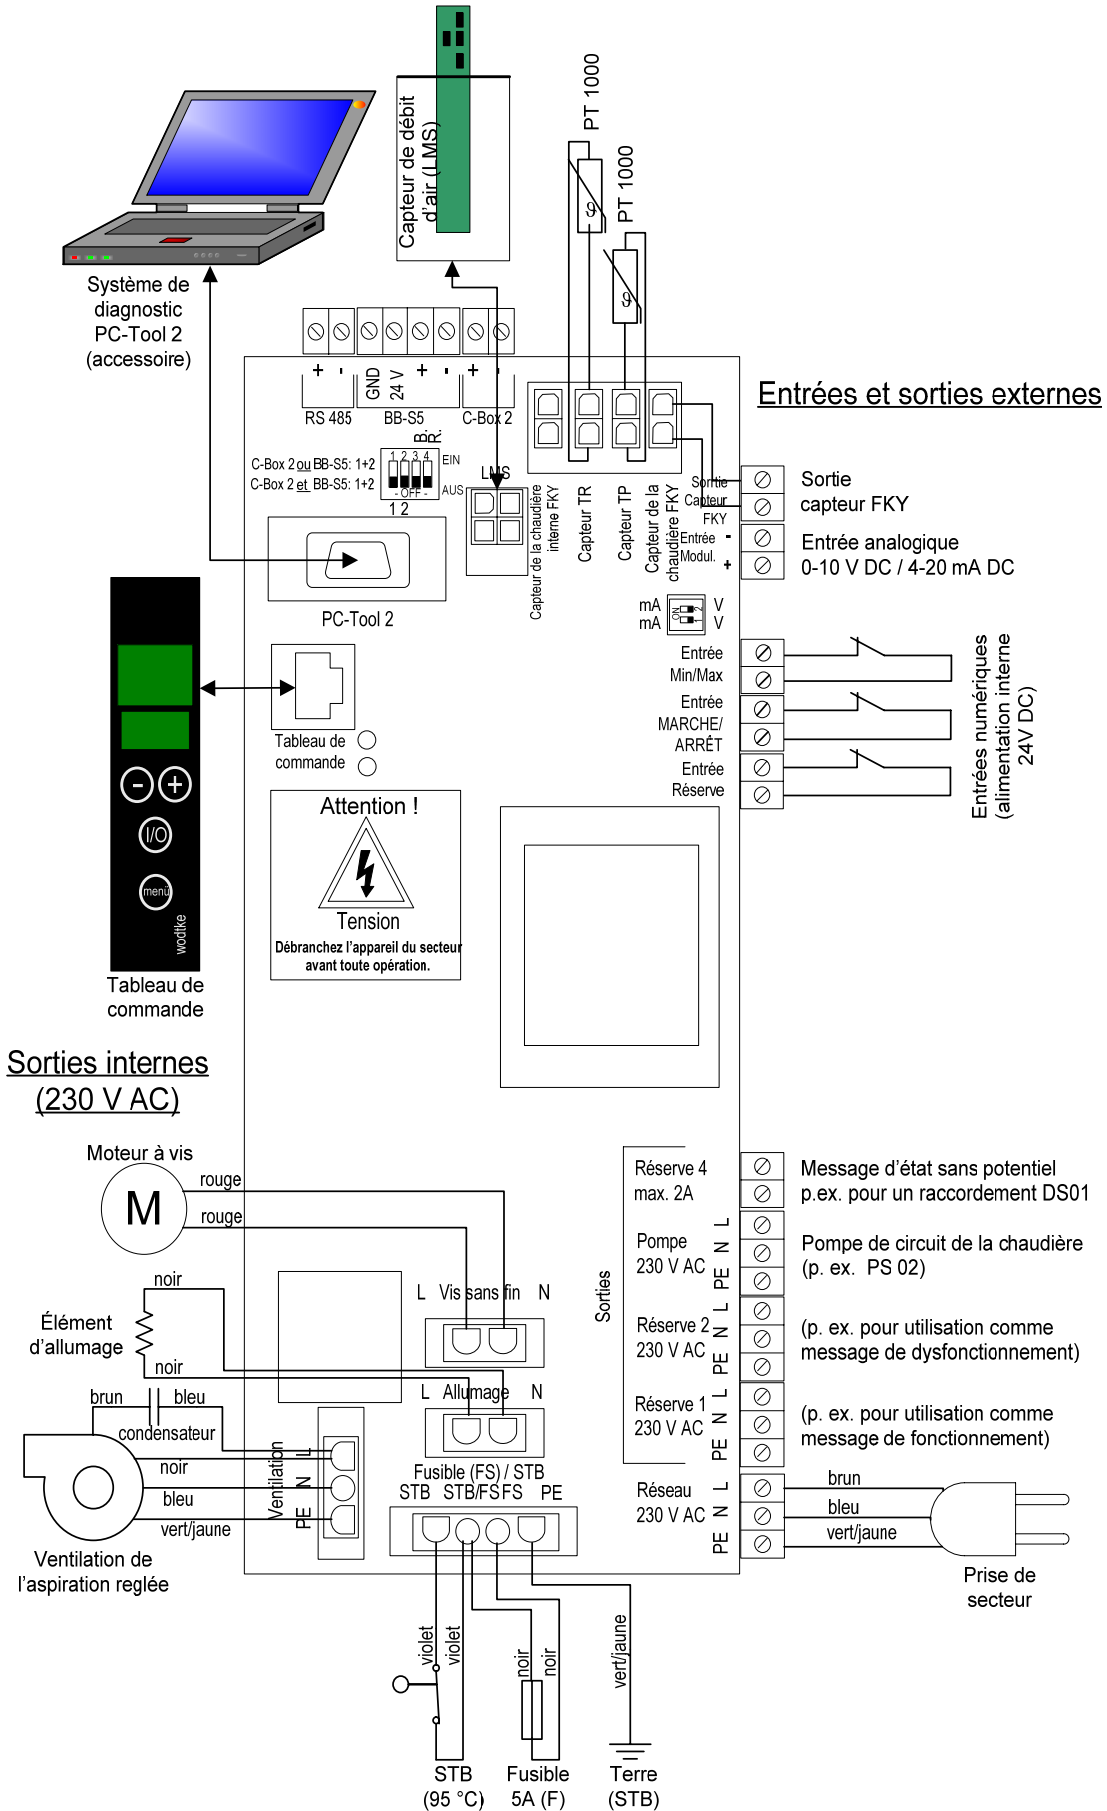 Capteur de débit
d'air (LMS)
PT 1000
PT 1000
ϑ
ϑ
Système de
diagnostic
PC-Tool 2
(accessoire)
+ - GND 24 V + - + -
RS 485 BB-S5 C-Box 2
Entrées et sorties externes
B.
R.
C-Box 2 ou BB-S5: 1+2
C-Box 2 et BB-S5: 1+2
1 2 3 4
- OFF -
EIN
AUS
1 2
LMS
Capteur de la chaudière
interne FKY
Capteur TR
Capteur TP
Capteur de la
chaudière FKY
Sortie
Capteur
FKY
Entrée -
Modul. +
Sortie
capteur FKY
Entrée analogique
0-10 V DC / 4-20 mA DC
PC-Tool 2
mA V
mA V
ON
1 2
Entrée
Min/Max
Entrée
MARCHE/
ARRÊT
Entrée
Réserve
Entrées numériques
(alimentation interne
24V DC)
Tableau de
commande
- +
I/O
menü
wodtke
Tableau de
commande
Attention !
Tension
Débranchez l'appareil du secteur
avant toute opération.
Sorties internes
(230 V AC)
Moteur à vis
M
rouge
rouge
noir
Élément
d'allumage
noir
brun bleu
condensateur
noir
bleu
vert/jaune
Ventilation de
l'aspiration reglée
L Vis sans fin N
L Allumage N
Ventilation
PE N L
Fusible (FS) / STB
STB STB/FS FS PE
violet
violet
noir
noir
vert/jaune
STB
(95 °C)
Fusible
5A (F)
Terre
(STB)
Sorties
Réserve 4
max. 2A
Message d'état sans potentiel
p.ex. pour un raccordement DS01
Pompe
230 V AC
PE N L
Pompe de circuit de la chaudière
(p. ex. PS 02)
Réserve 2
230 V AC
PE N L
(p. ex. pour utilisation comme
message de dysfonctionnement)
Réserve 1
230 V AC
PE N L
(p. ex. pour utilisation comme
message de fonctionnement)
Réseau
230 V AC
PE N L
brun
bleu
vert/jaune
Prise de
secteur